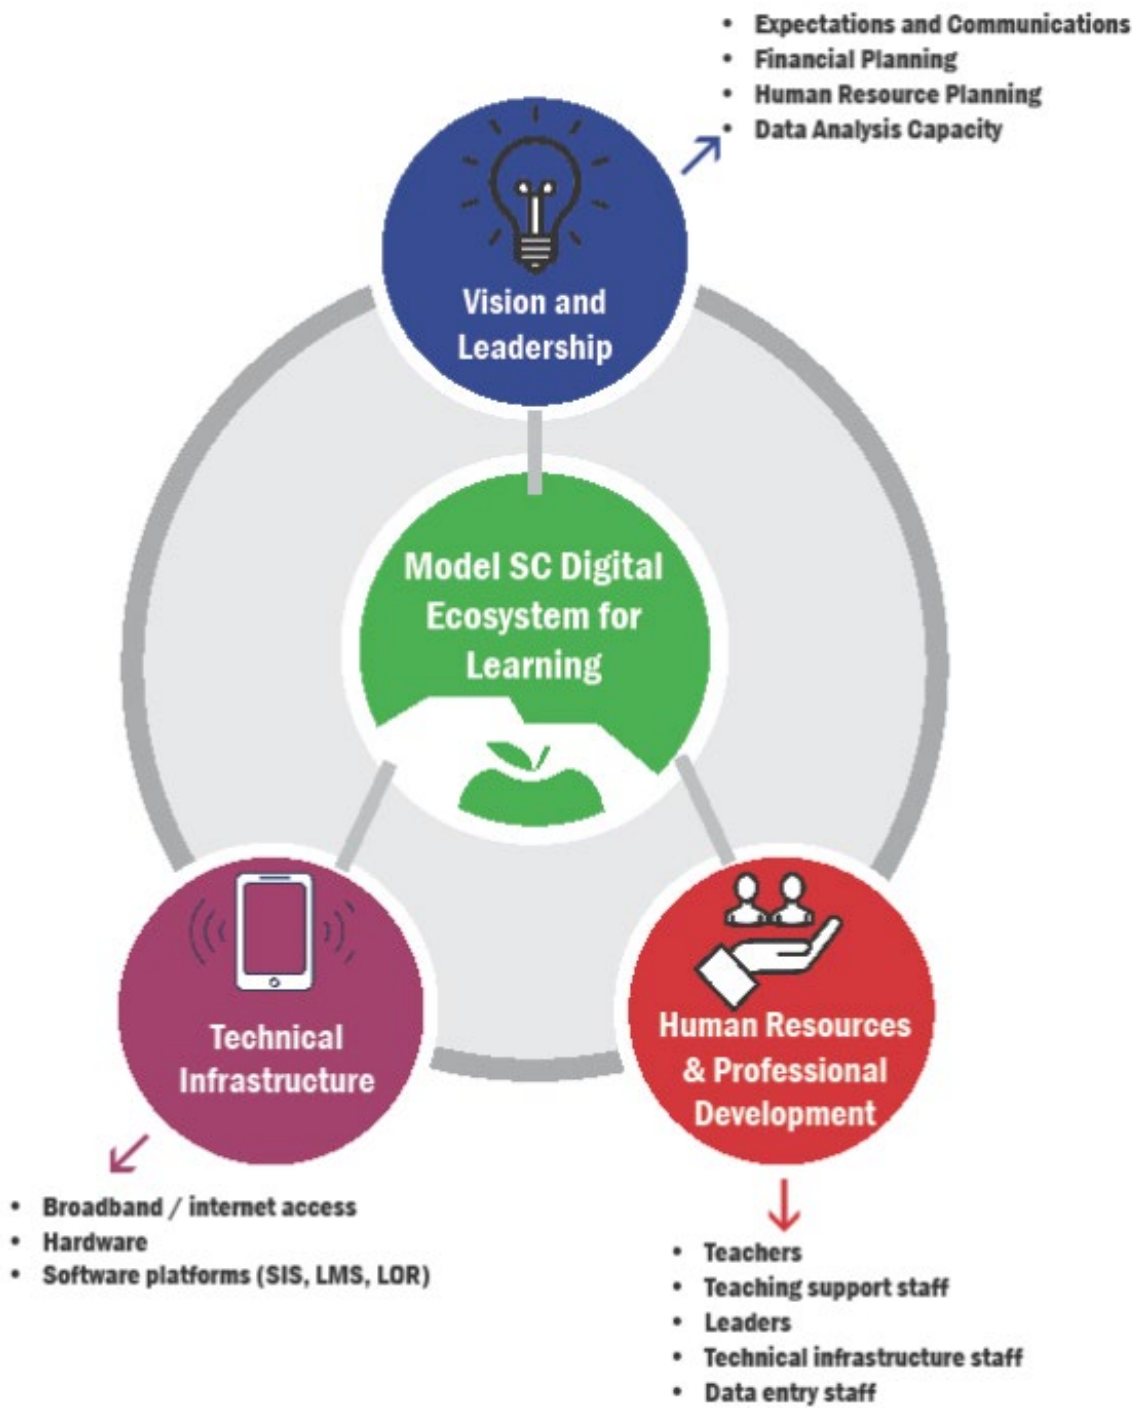 • Expectations and Communications
• Financial Planning
• Human Resource Planning
• Data Analysis Capacity
Vision and
Leadership
Model SC Digital
Ecosystem for
Learning
Technical
Infrastructure
• Broadband / internet access
• Hardware
• Software platforms (SIS, LMS, LOR)
Human Resources
& Professional
Development
• Teachers
• Teaching support staff
• Leaders
• Technical infrastructure staff
• Data entry staff